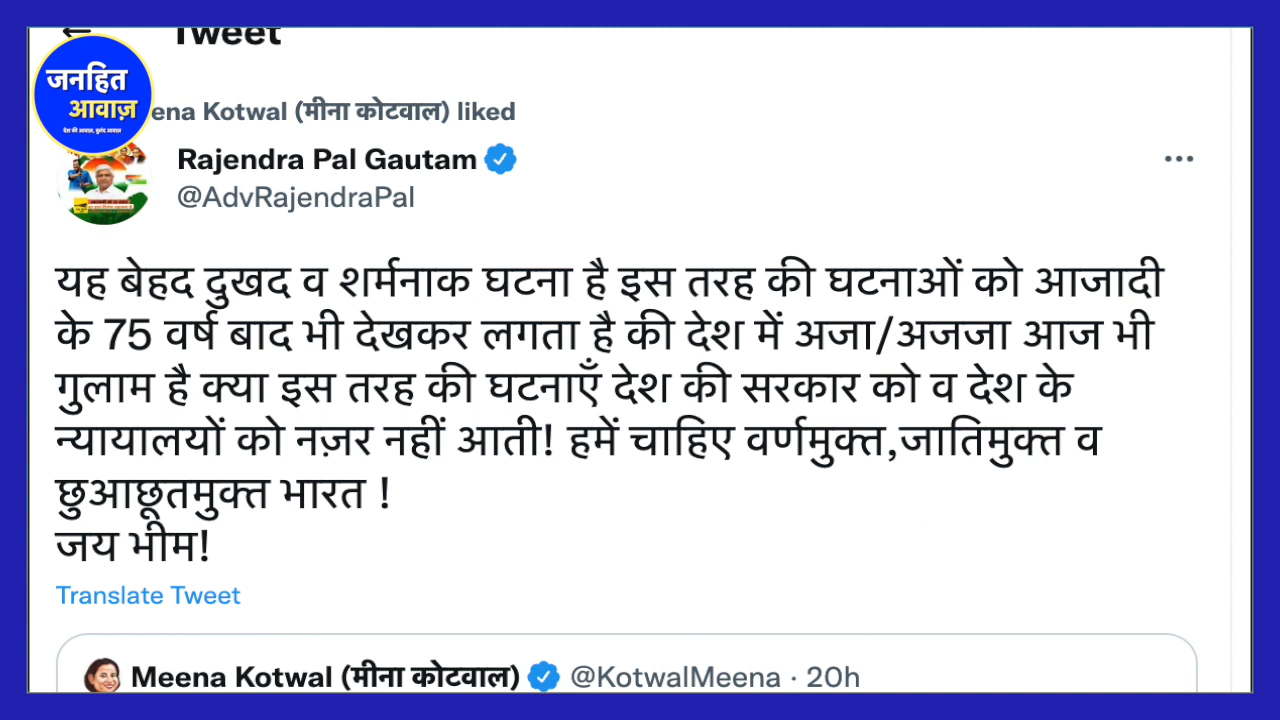 Tweet
जनहित
आवाज़
देश की आवाज़, बुलंद आवाज़
ena Kotwal (मीना कोटवाल) liked
Rajendra Pal Gautam
@AdvRajendraPal
यह बेहद दुखद व शर्मनाक घटना है इस तरह की घटनाओं को आजादी
के 75 वर्ष बाद भी देखकर लगता है की देश में अजा/अजजा आज भी
गुलाम है क्या इस तरह की घटनाएँ देश की सरकार को व देश के
न्यायालयों को नज़र नहीं आती! हमें चाहिए वर्णमुक्त,जातिमुक्त व
छुआछूतमुक्त भारत !
जय भीम!
Translate Tweet
Meena Kotwal (मीना कोटवाल) @KotwalMeena · 20h